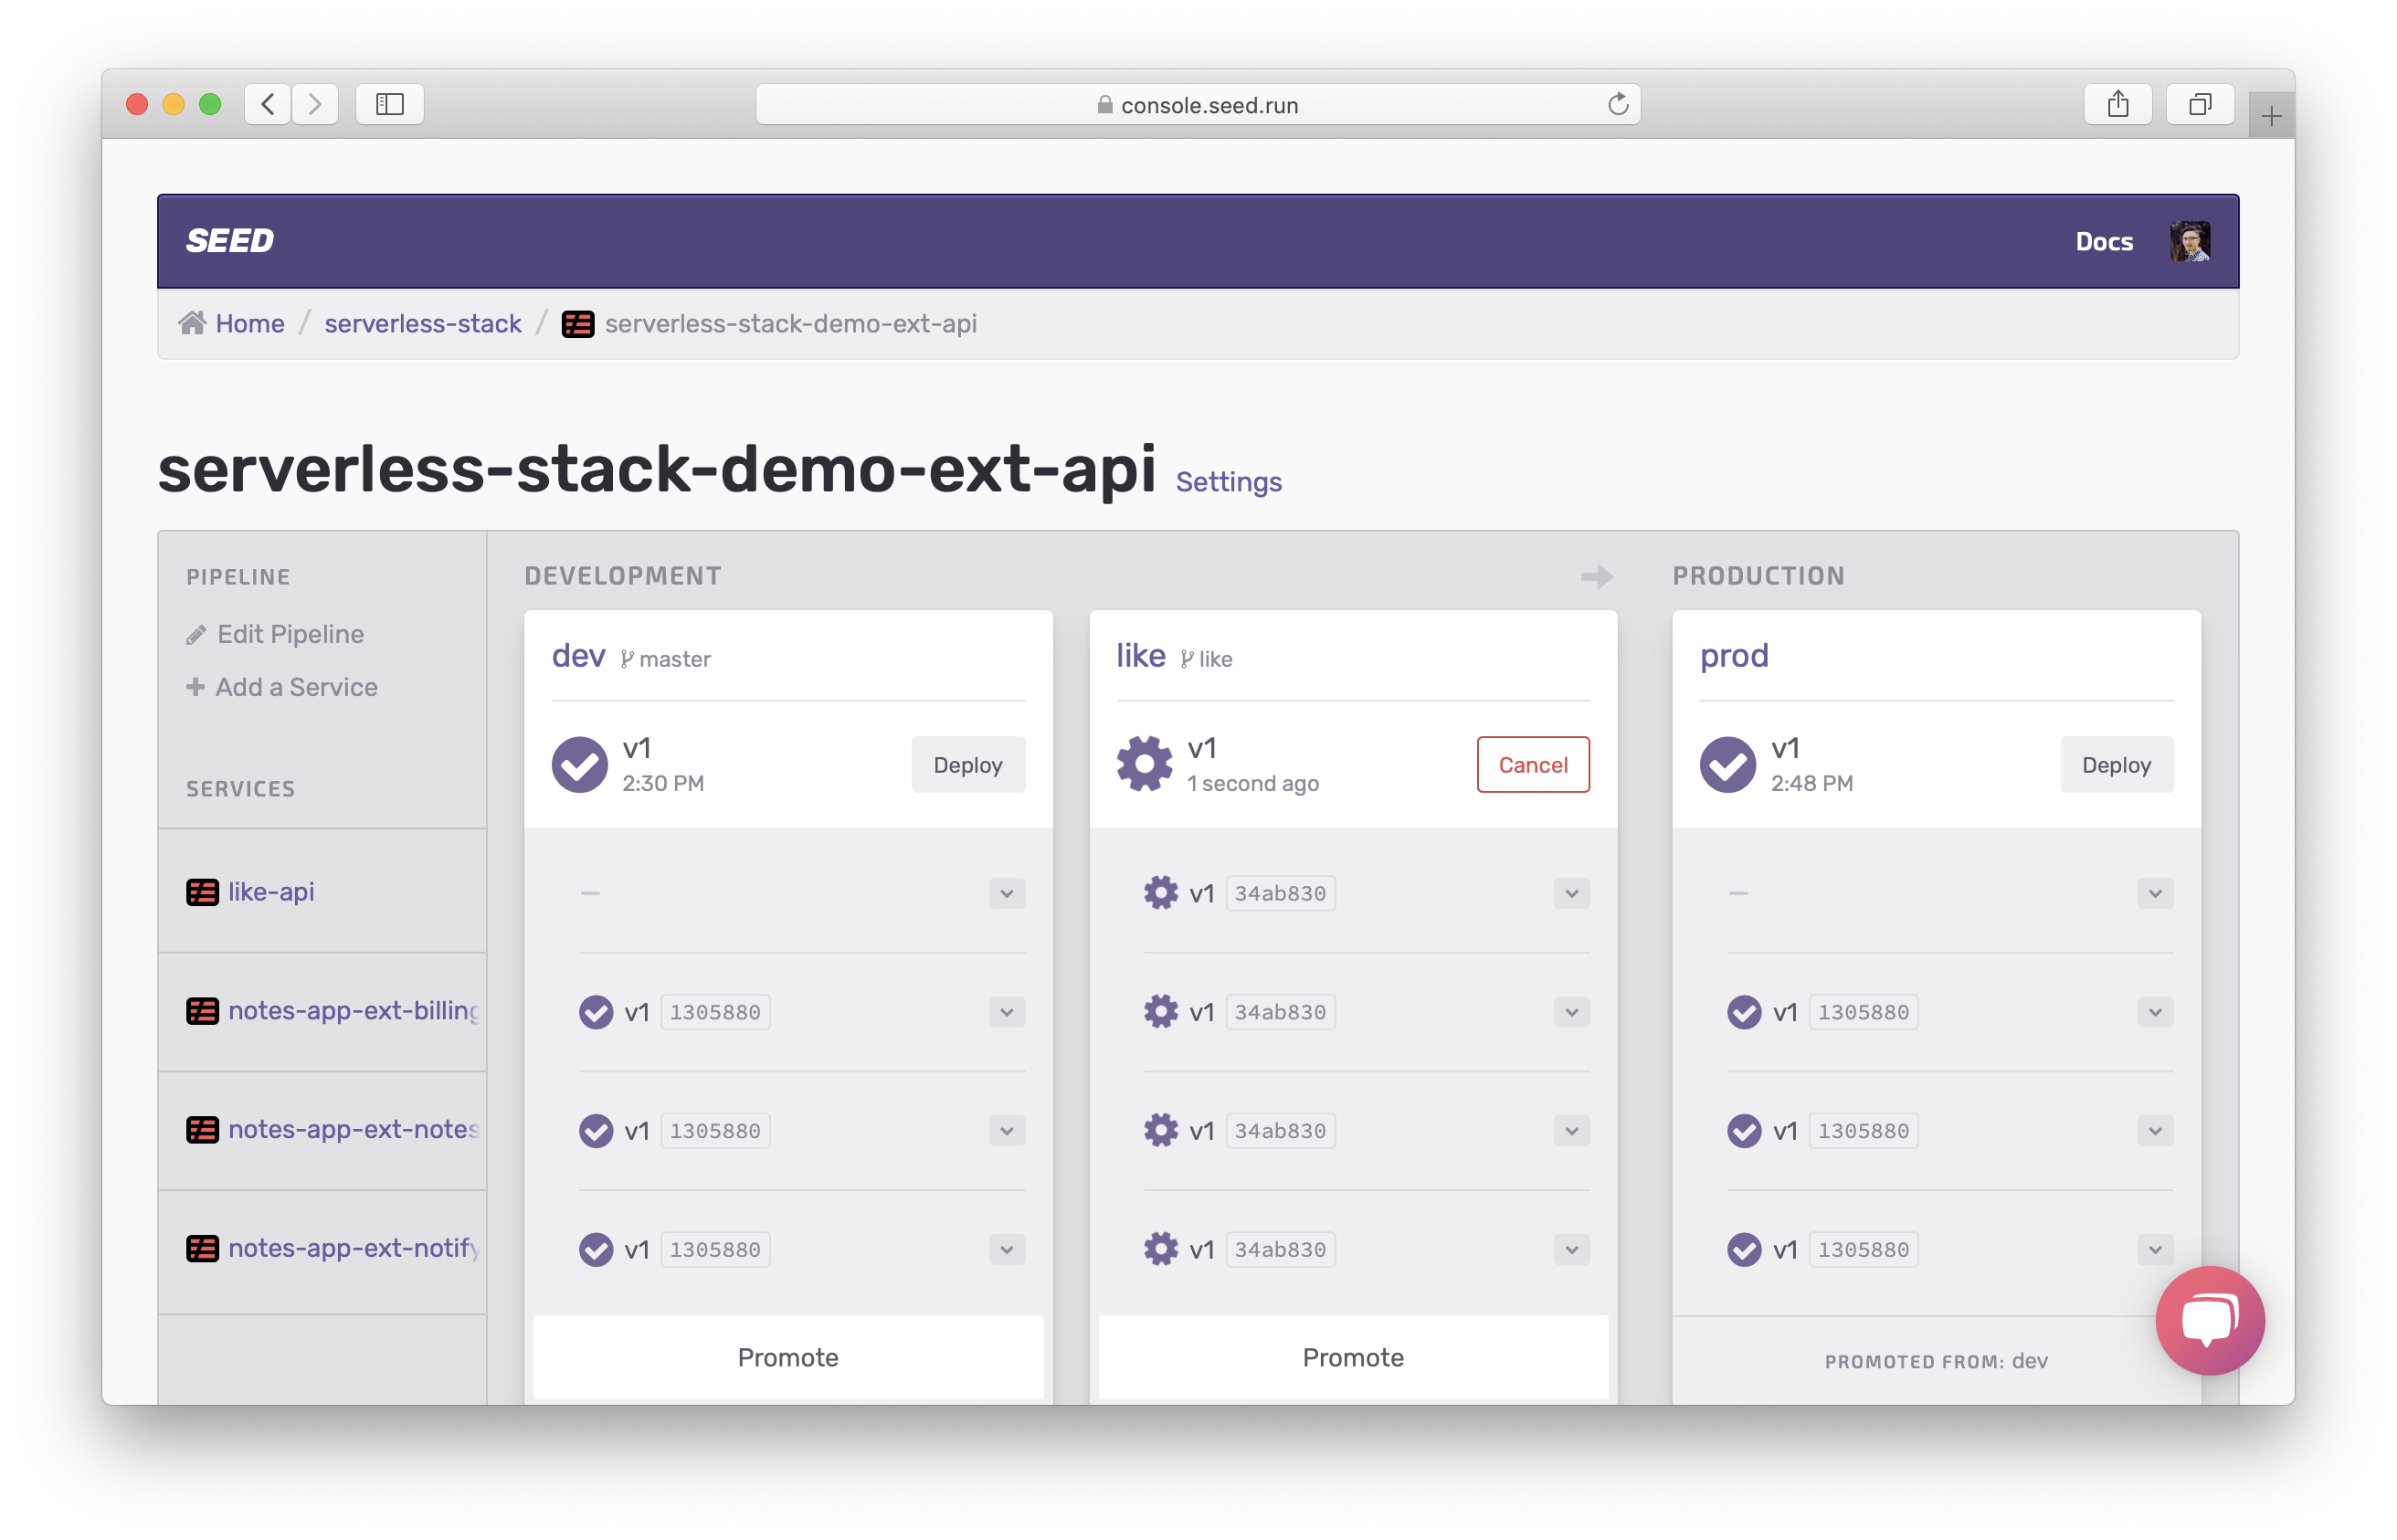 console.seed.run
SEED
Docs
Home / serverless-stack / serverless-stack-demo-ext-api
serverless-stack-demo-ext-api Settings
PIPELINE
Edit Pipeline
Add a Service
SERVICES
like-api
notes-app-ext-billing
notes-app-ext-notes
notes-app-ext-notify
DEVELOPMENT
dev master
v1
2:30 PM
Deploy
–
v1 1305880
v1 1305880
v1 1305880
Promote
like like
v1
1 second ago
Cancel
v1 34ab830
v1 34ab830
v1 34ab830
v1 34ab830
Promote
PRODUCTION
prod
v1
2:48 PM
Deploy
–
v1 1305880
v1 1305880
v1 1305880
PROMOTED FROM: dev